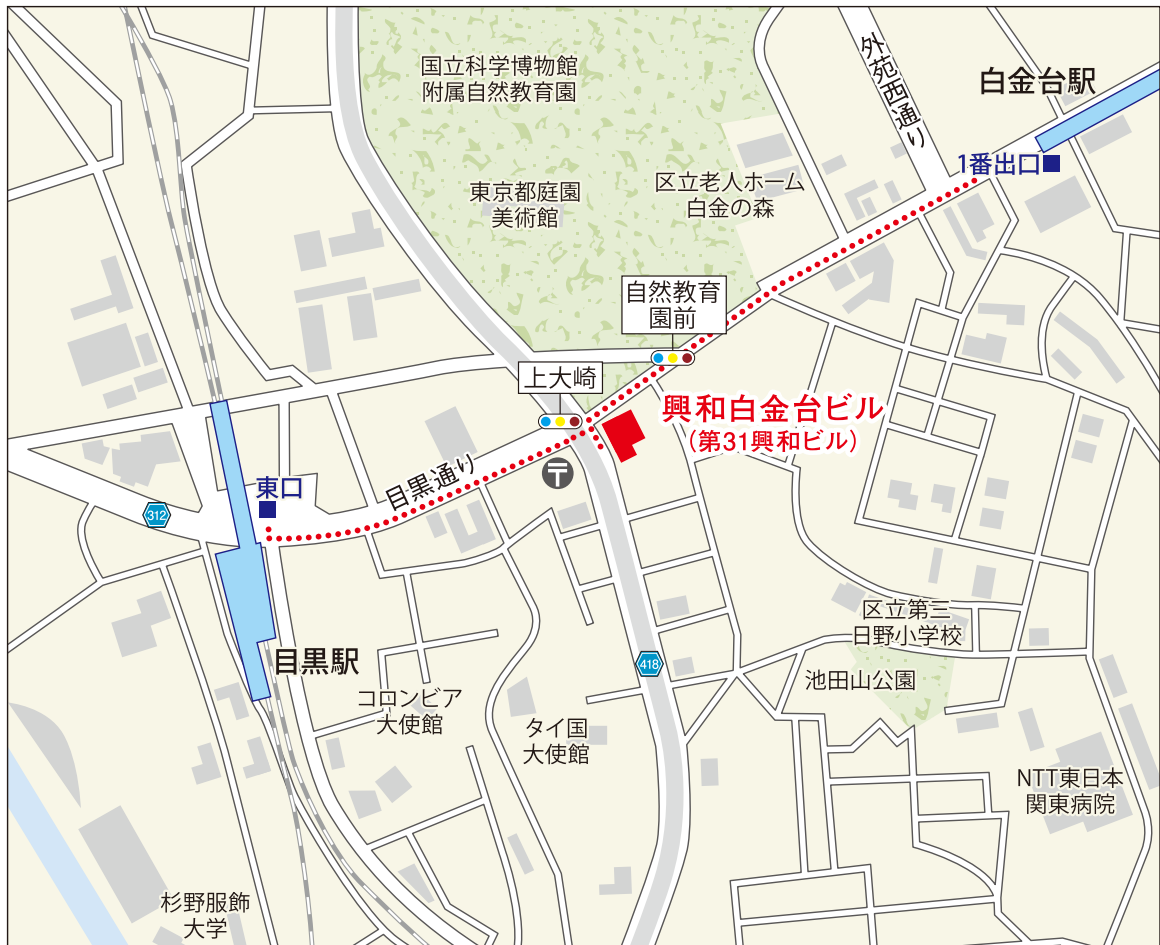 国立科学博物館
附属自然教育園
外苑西通り
白金台駅
1番出口
東京都庭園
美術館
区立老人ホーム
白金の森
自然教育
園前
上大崎
興和白金台ビル
(第31興和ビル)
目黒通り
〒
東口
312
目黒駅
418
区立第三
日野小学校
池田山公園
コロンビア
大使館
タイ国
大使館
NTT東日本
関東病院
杉野服飾
大学